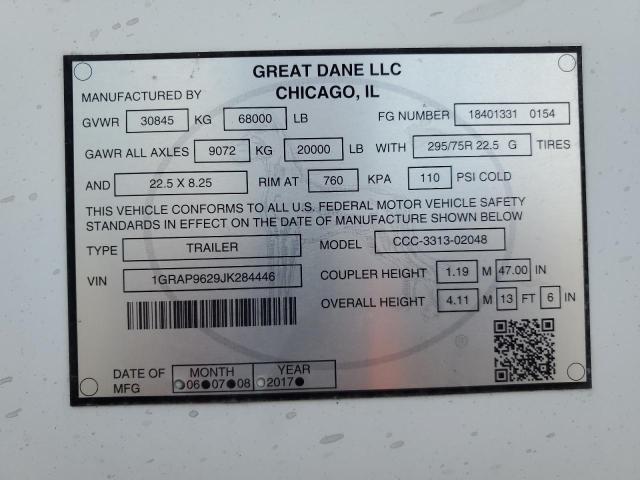 GREAT DANE LLC
MANUFACTURED BY CHICAGO, IL
GVWR 30845 KG 68000 LB FG NUMBER 18401331 0154
GAWR ALL AXLES 9072 KG 20000 LB WITH 295/75R 22.5 G TIRES
AND 22.5 X 8.25 RIM AT 760 KPA 110 PSI COLD
THIS VEHICLE CONFORMS TO ALL U.S. FEDERAL MOTOR VEHICLE SAFETY
STANDARDS IN EFFECT ON THE DATE OF MANUFACTURE SHOWN BELOW
TYPE TRAILER MODEL CCC-3313-02048
VIN 1GRAP9629JK284446 COUPLER HEIGHT 1.19 M 47.00 IN
OVERALL HEIGHT 4.11 M 13 FT 6 IN
DATE OF MONTH YEAR
MFG 06 07 08 2017